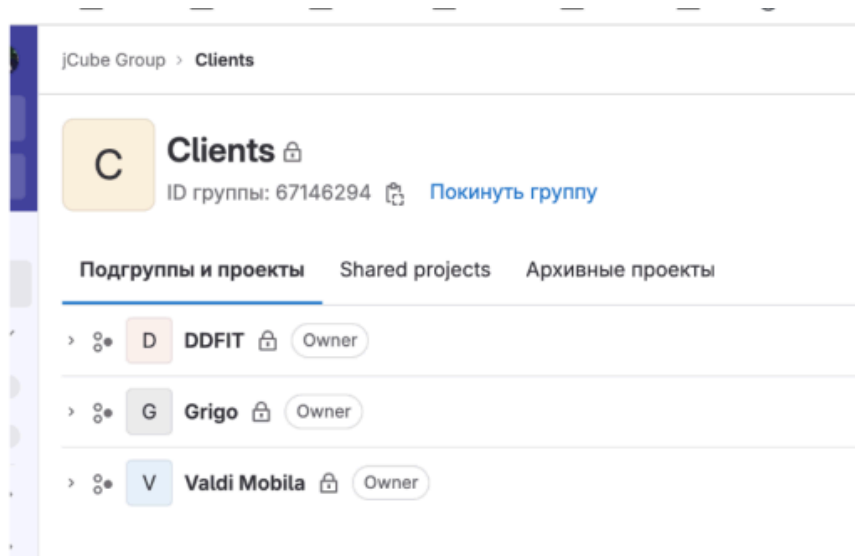 jCube Group > Clients
C
Clients
ID группы: 67146294 Покинуть группу
Подгруппы и проекты Shared projects Архивные проекты
D DDFIT Owner
G Grigo Owner
V Valdi Mobila Owner